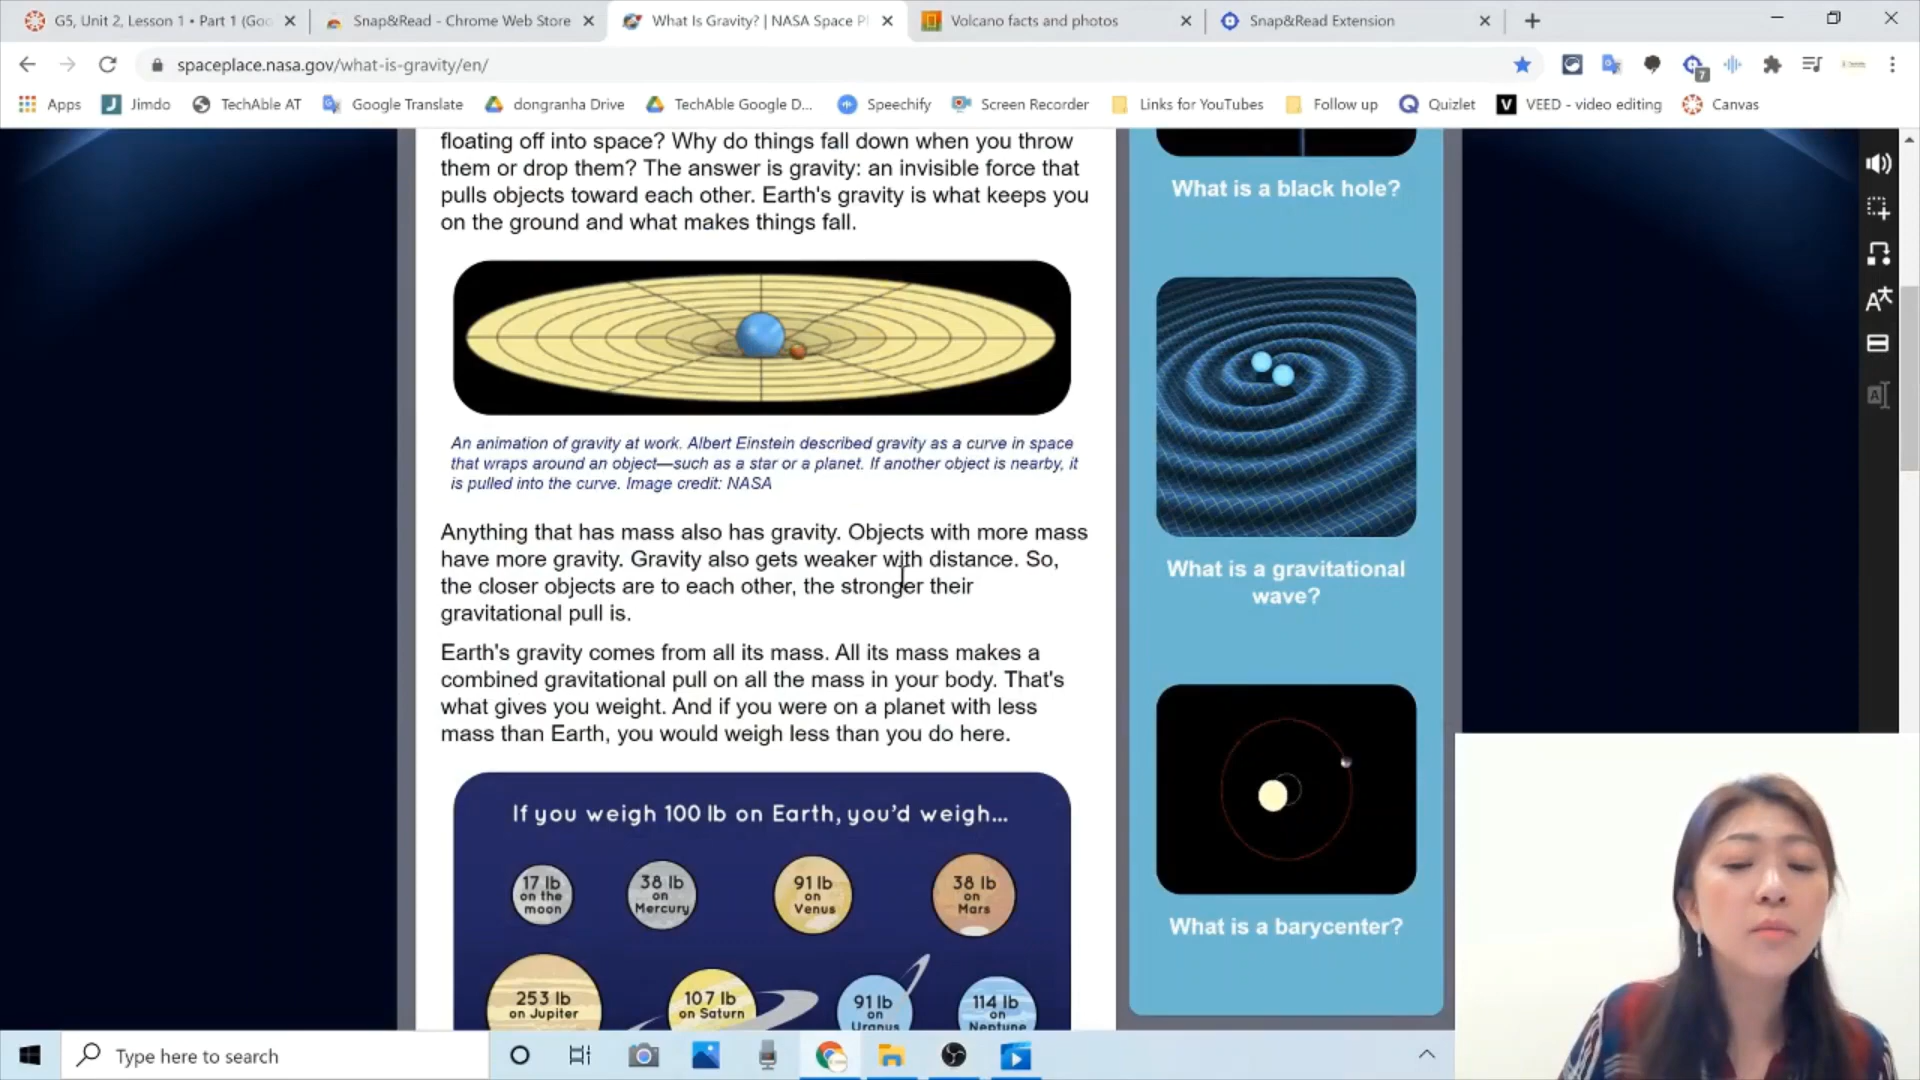 G5, Unit 2, Lesson 1 • Part 1 (Goo
Snap&Read - Chrome Web Store
What Is Gravity? | NASA Space Pl
Volcano facts and photos
Snap&Read Extension
spaceplace.nasa.gov/what-is-gravity/en/
7
Apps
Jimdo
TechAble AT
Google Translate
dongranha Drive
TechAble Google D...
Speechify
Screen Recorder
Links for YouTubes
Follow up
Quizlet
VEED - video editing
Canvas
floating off into space? Why do things fall down when you throw
them or drop them? The answer is gravity: an invisible force that
pulls objects toward each other. Earth's gravity is what keeps you
on the ground and what makes things fall.
An animation of gravity at work. Albert Einstein described gravity as a curve in space
that wraps around an object—such as a star or a planet. If another object is nearby, it
is pulled into the curve. Image credit: NASA
Anything that has mass also has gravity. Objects with more mass
have more gravity. Gravity also gets weaker with distance. So,
the closer objects are to each other, the stronger their
gravitational pull is.
Earth's gravity comes from all its mass. All its mass makes a
combined gravitational pull on all the mass in your body. That's
what gives you weight. And if you were on a planet with less
mass than Earth, you would weigh less than you do here.
If you weigh 100 lb on Earth, you'd weigh...
17 lb
on the
moon
38 lb
on
Mercury
91 lb
on
Venus
38 lb
on
Mars
253 lb
on Jupiter
107 lb
on Saturn
91 lb
on
Uranus
114 lb
on
Neptune
What is a black hole?
What is a gravitational
wave?
What is a barycenter?
Type here to search